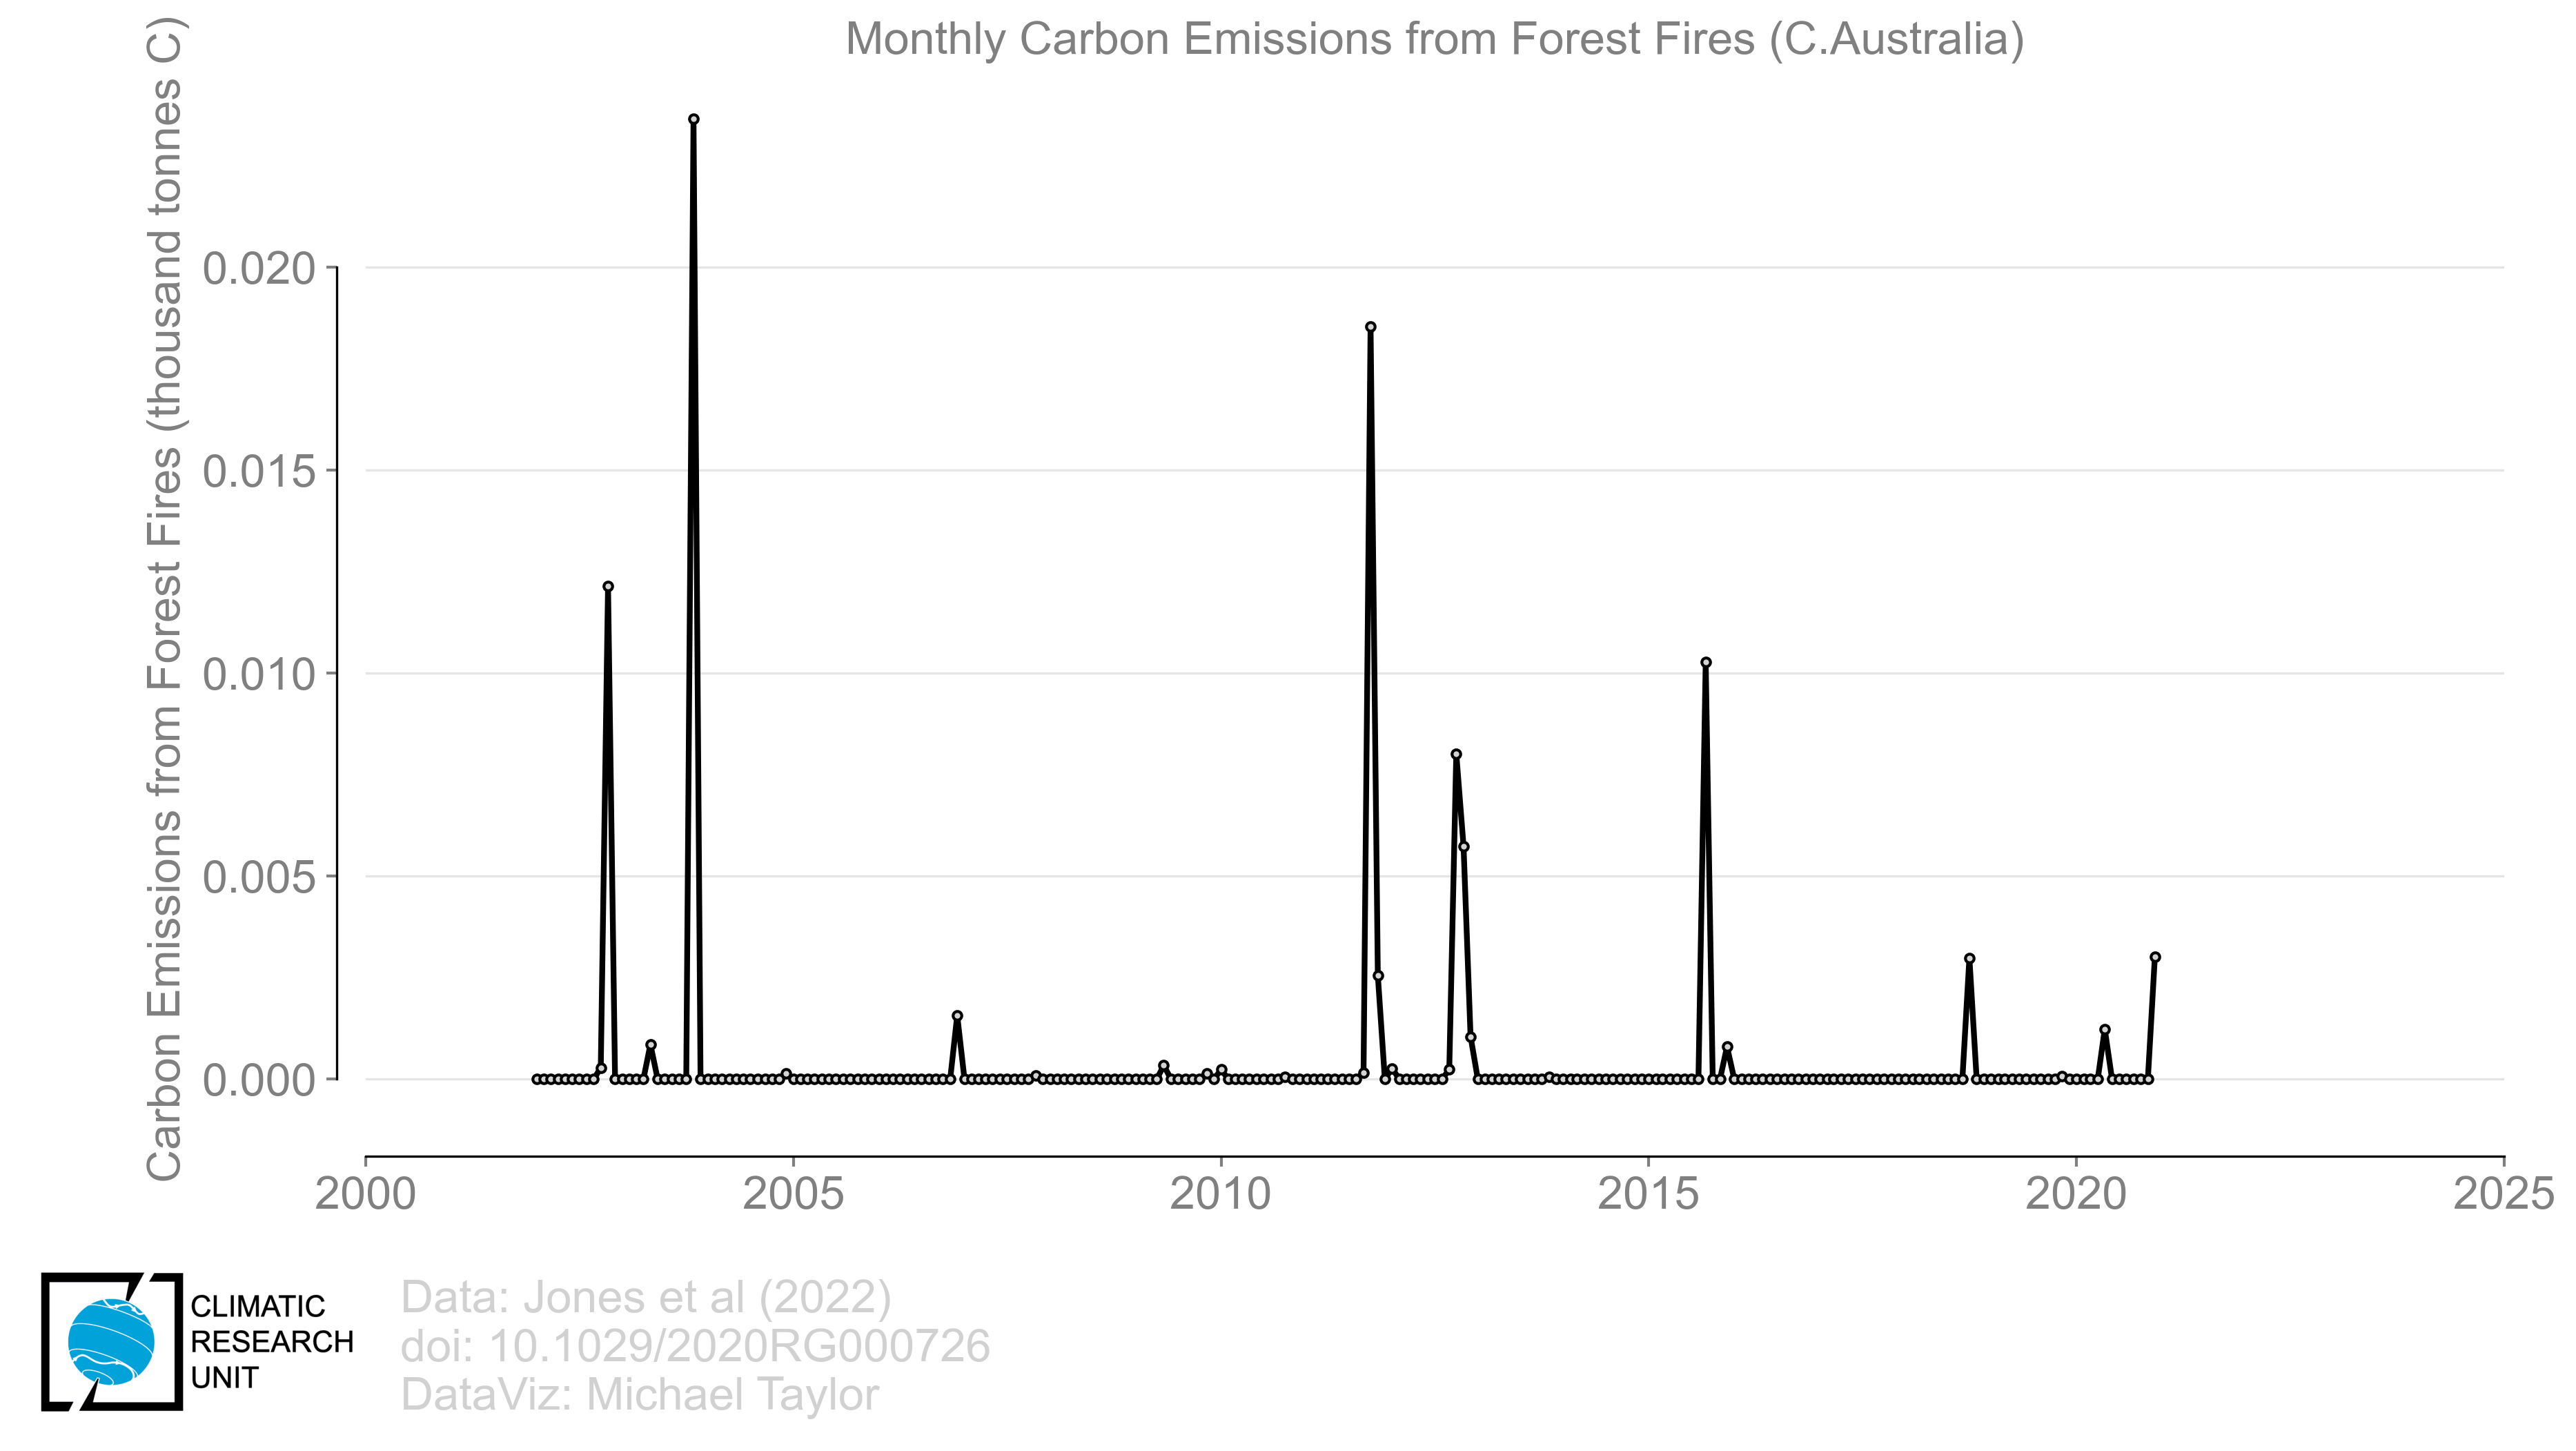 Monthly Carbon Emissions from Forest Fires (C.Australia)
Carbon Emissions from Forest Fires (thousand tonnes C)
0.020
0.015
0.010
0.005
0.000
2000
2005
2010
2015
2020
2025
CLIMATIC
RESEARCH
UNIT
Data: Jones et al (2022)
doi: 10.1029/2020RG000726
DataViz: Michael Taylor